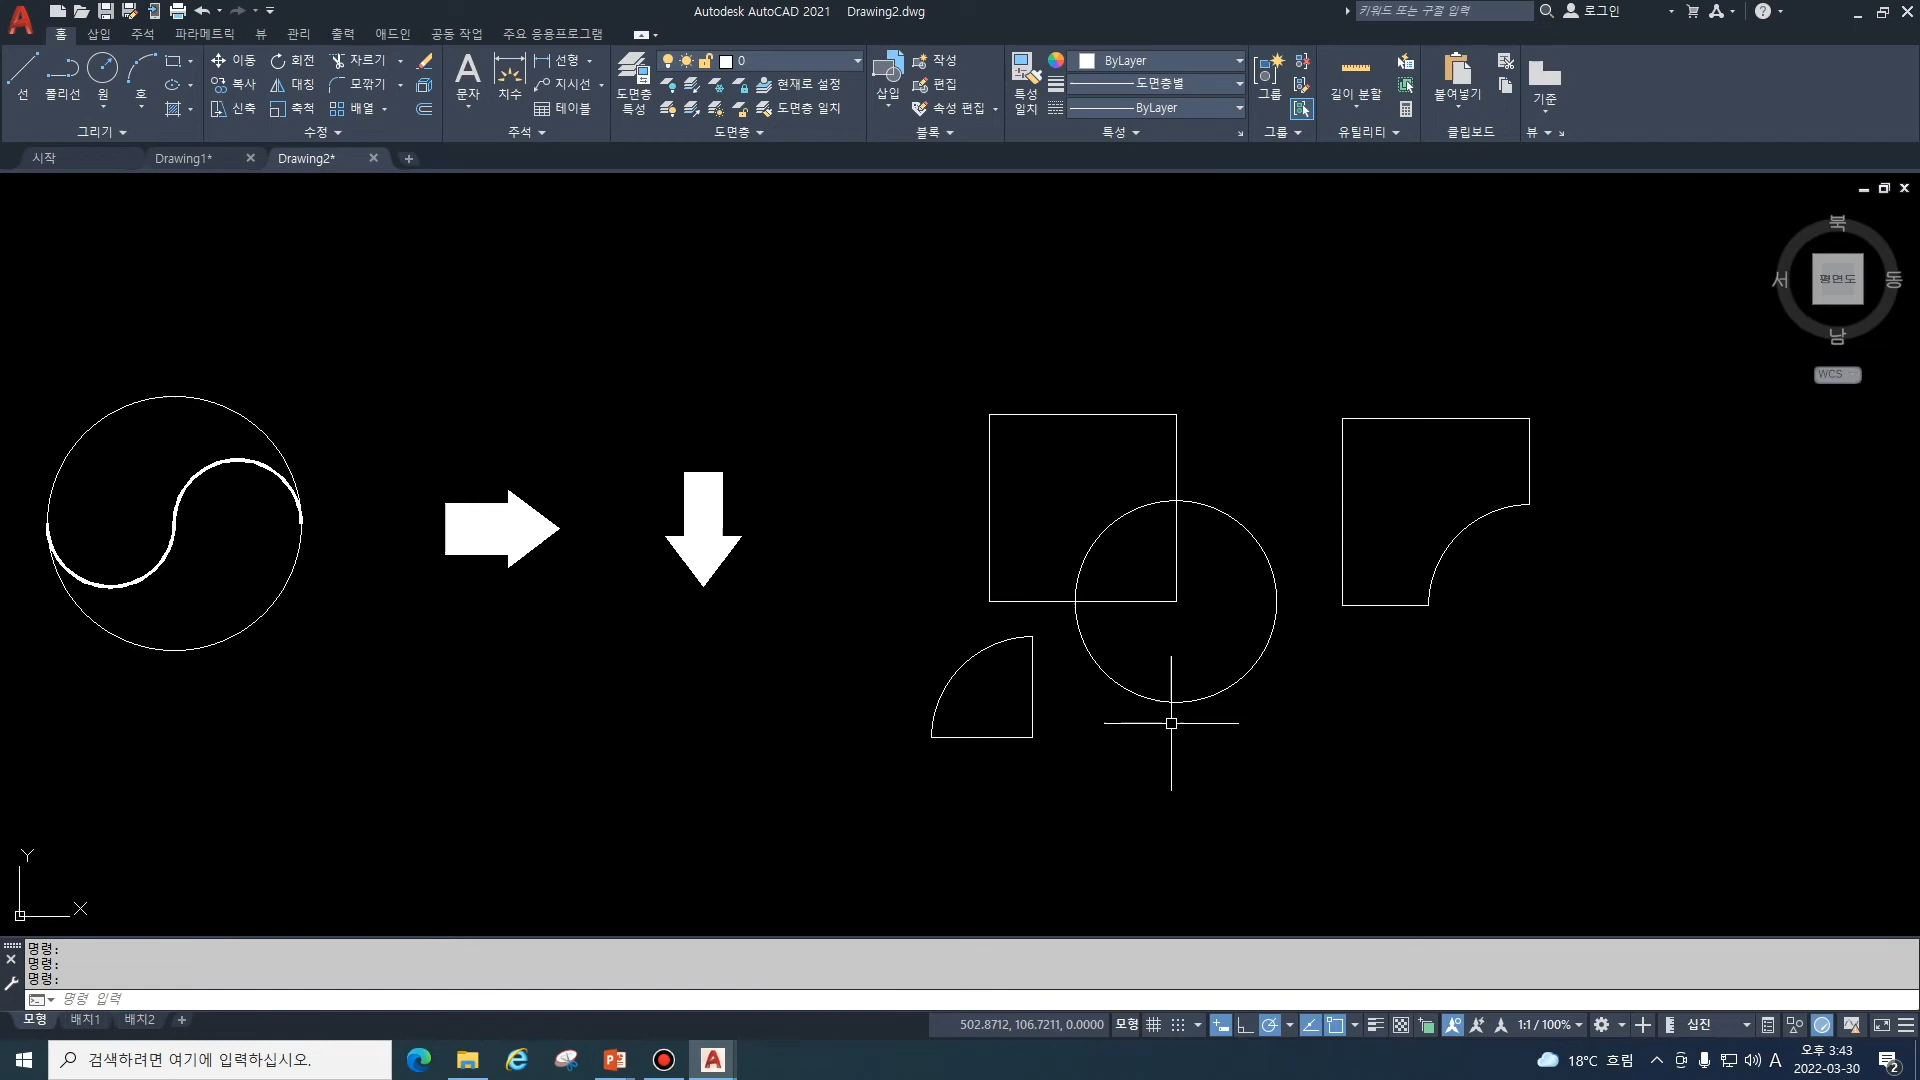 Autodesk AutoCAD 2021 Drawing2.dwg
키워드 또는 구절 입력
로그인
홈 삽입 주석 파라메트릭 뷰 관리 출력 애드인 공동 작업 주요 응용프로그램
선 폴리선 원 호
이동 회전 자르기
복사 대칭 모깎기
신축 축척 배열
문자 치수
선형
지시선
테이블
도면층 특성
0
현재로 설정
도면층 일치
삽입
작성
편집
속성 편집
특성 일치
ByLayer
도면층별
ByLayer
그룹
길이 분할
붙여넣기
기준
그리기 수정 주석 도면층 블록 특성 그룹 유틸리티 클립보드 뷰
시작 Drawing1* Drawing2*
북
서 평면도 동
남
WCS
Y
X
명령:
명령:
명령:
명령 입력
모형 배치1 배치2
502.8712, 106.7211, 0.0000 모형 1:1 / 100% 십진
검색하려면 여기에 입력하십시오.
18°C 흐림 A 오후 3:43
2022-03-30
2